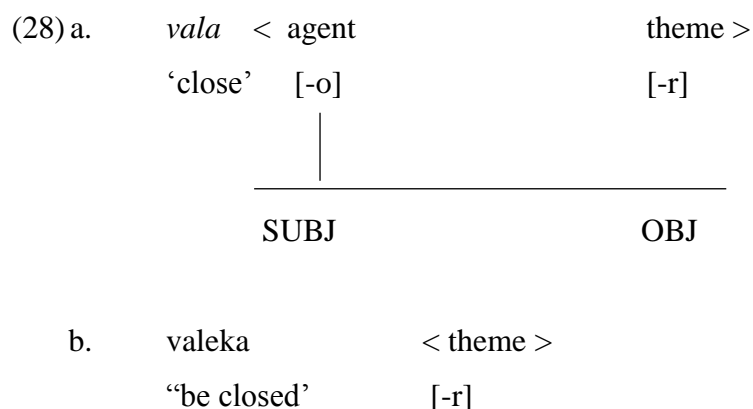 (28) a. vala < agent theme >
‘close’ [-o] [-r]
SUBJ OBJ
b. valeka < theme >
“be closed’ [-r]